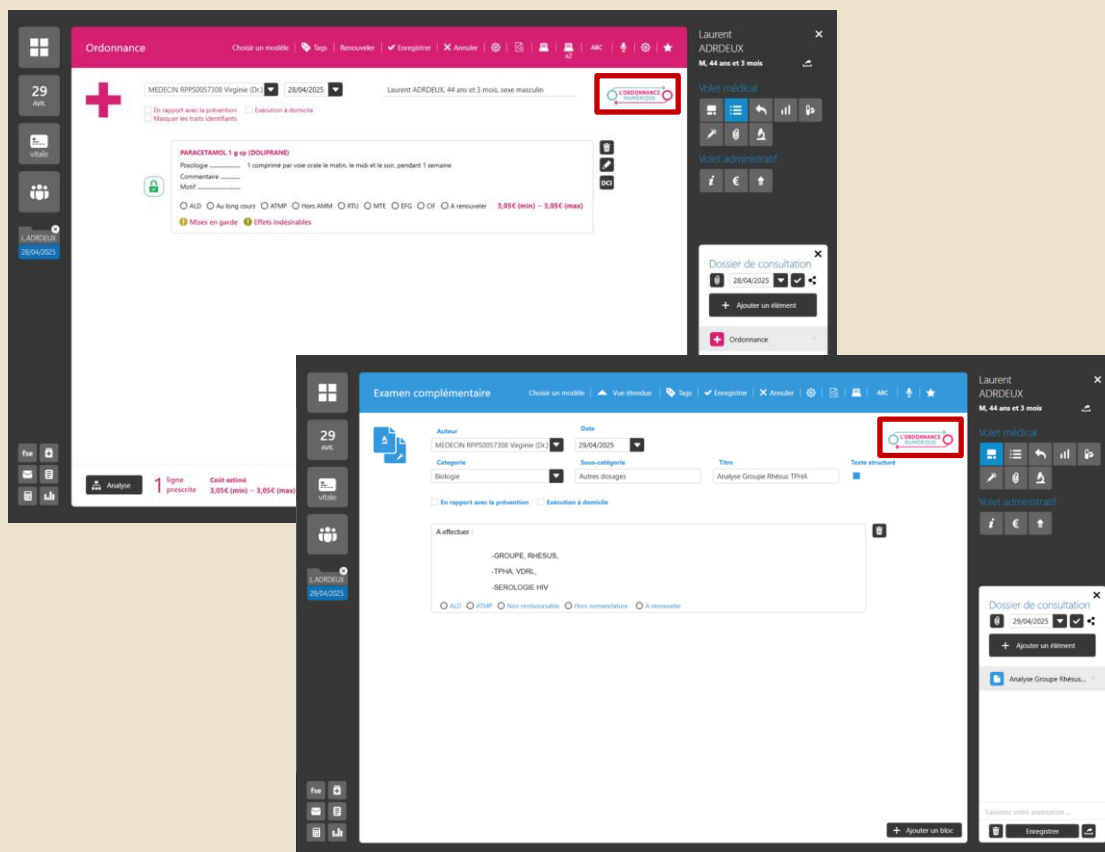 Ordonnance
Choisir un modèle | Tags | Renouveler | Enregistrer | Annuler | ABC
x2
29
AVR.
vitale
L.ADRDEUX
28/04/2025
fse
MEDECIN RPPS0057308 Virginie (Dr.)
28/04/2025
Laurent ADRDEUX, 44 ans et 3 mois, sexe masculin
L'ORDONNANCE
NUMÉRIQUE
En rapport avec la prévention
Exécution à domicile
Masquer les traits identifiants
PARACETAMOL 1 g cp (DOLIPRANE)
Posologie 1 comprimé par voie orale le matin, le midi et le soir, pendant 1 semaine
Commentaire
Motif
DCI
ALD Au long cours ATMP Hors AMM RTU MTE EFG CIF A renouveler 3,05€ (min) – 3,05€ (max)
Mises en garde Effets indésirables
Analyse
1 ligne prescrite
Coût estimé
3,05€ (min) – 3,05€ (max)
Laurent
ADRDEUX
M, 44 ans et 3 mois
Volet médical
Volet administratif
Dossier de consultation
28/04/2025
+ Ajouter un élément
Ordonnance
Examen complémentaire
Choisir un modèle | Vue étendue | Tags | Enregistrer | Annuler | ABC
29
AVR.
vitale
L.ADRDEUX
29/04/2025
fse
Auteur
Date
MEDECIN RPPS0057308 Virginie (Dr.)
29/04/2025
L'ORDONNANCE
NUMÉRIQUE
Categorie
Sous-catégorie
Titre
Texte structuré
Biologie
Autres dosages
Analyse Groupe Rhésus TPHA
En rapport avec la prévention
Exécution à domicile
A effectuer :
-GROUPE, RHESUS,
-TPHA, VDRL,
-SEROLOGIE HIV
ALD ATMP Non remboursable Hors nomenclature A renouveler
+ Ajouter un bloc
Laurent
ADRDEUX
M, 44 ans et 3 mois
Volet médical
Volet administratif
Dossier de consultation
29/04/2025
+ Ajouter un élément
Analyse Groupe Rhésus...
Saisissez votre annotation ...
Enregistrer